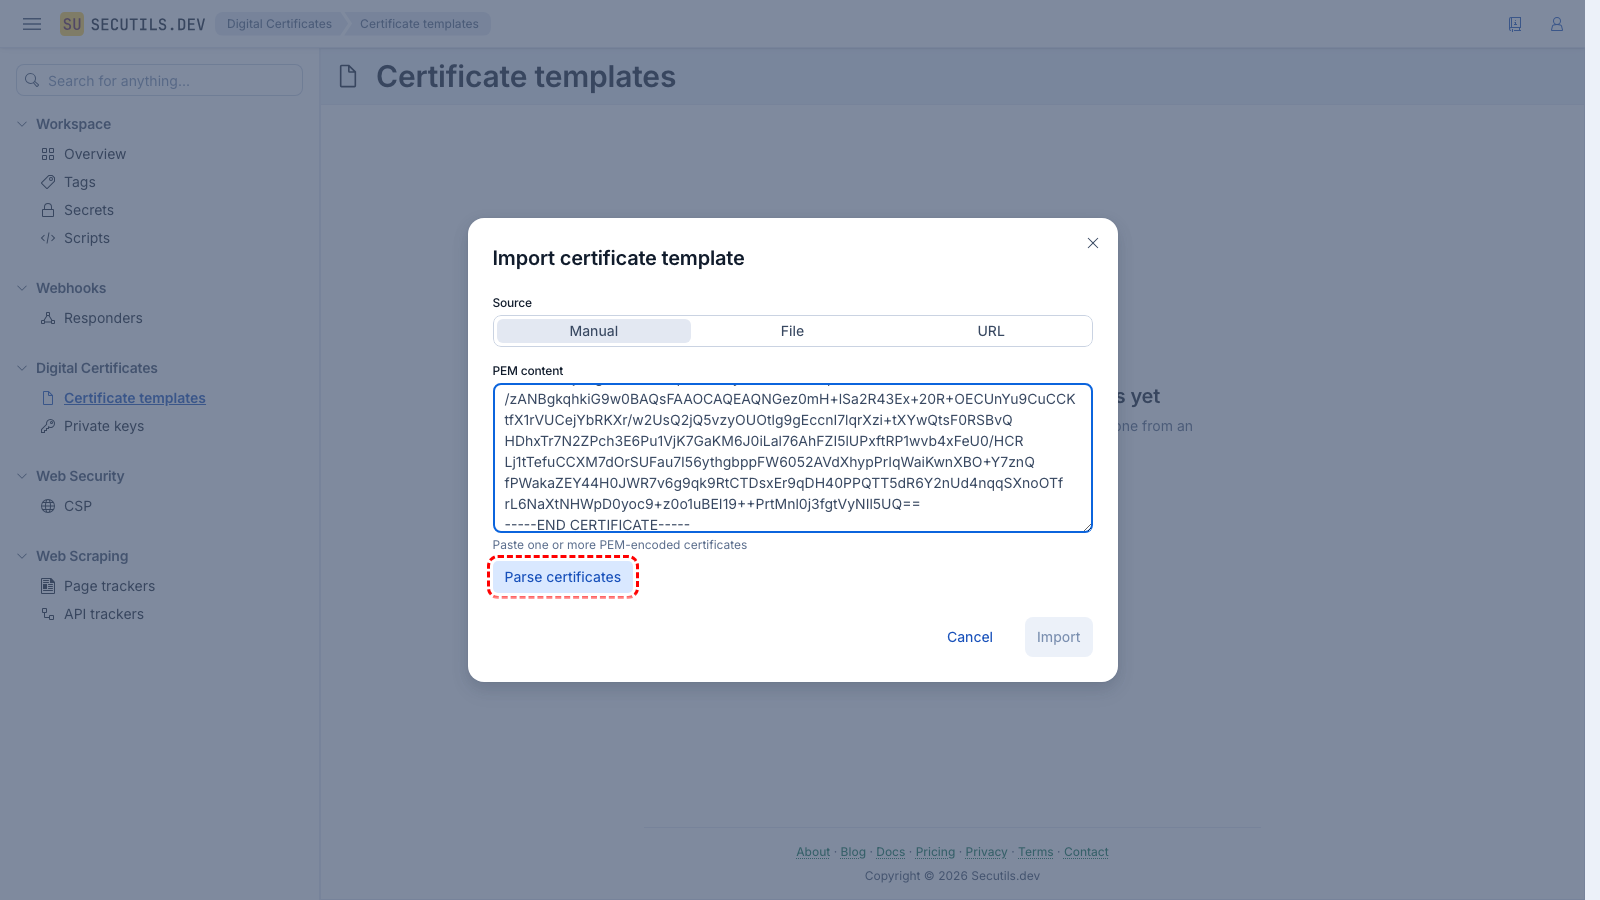 SU SECUTILS.DEV
Digital Certificates
Certificate templates
Search for anything...
Workspace
Overview
Tags
Secrets
Scripts
Webhooks
Responders
Digital Certificates
Certificate templates
Private keys
Web Security
CSP
Web Scraping
Page trackers
API trackers
Certificate templates
s yet
one from an
Import certificate template
Source
Manual
File
URL
PEM content
/zANBgkqhkiG9w0BAQsFAAOCAQEAQNGez0mH+lSa2R43Ex+20R+OECUnYu9CuCCK
tfX1rVUCejYbRKXr/w2UsQ2jQ5vzyOUOtlg9gEccnI7lqrXzi+tXYwQtsF0RSBvQ
HDhxTr7N2ZPch3E6Pu1VjK7GaKM6J0iLal76AhFZI5lUPxftRP1wvb4xFeU0/HCR
Lj1tTefuCCXM7dOrSUFau7I56ythgbppFW6052AVdXhypPrIqWaiKwnXBO+Y7znQ
fPWakaZEY44H0JWR7v6g9qk9RtCTDsxEr9qDH40PPQTT5dR6Y2nUd4nqqSXnoOTf
rL6NaXtNHWpD0yoc9+z0o1uBEI19++PrtMnl0j3fgtVyNIl5UQ==
-----END CERTIFICATE-----
Paste one or more PEM-encoded certificates
Parse certificates
Cancel
Import
About · Blog · Docs · Pricing · Privacy · Terms · Contact
Copyright © 2026 Secutils.dev